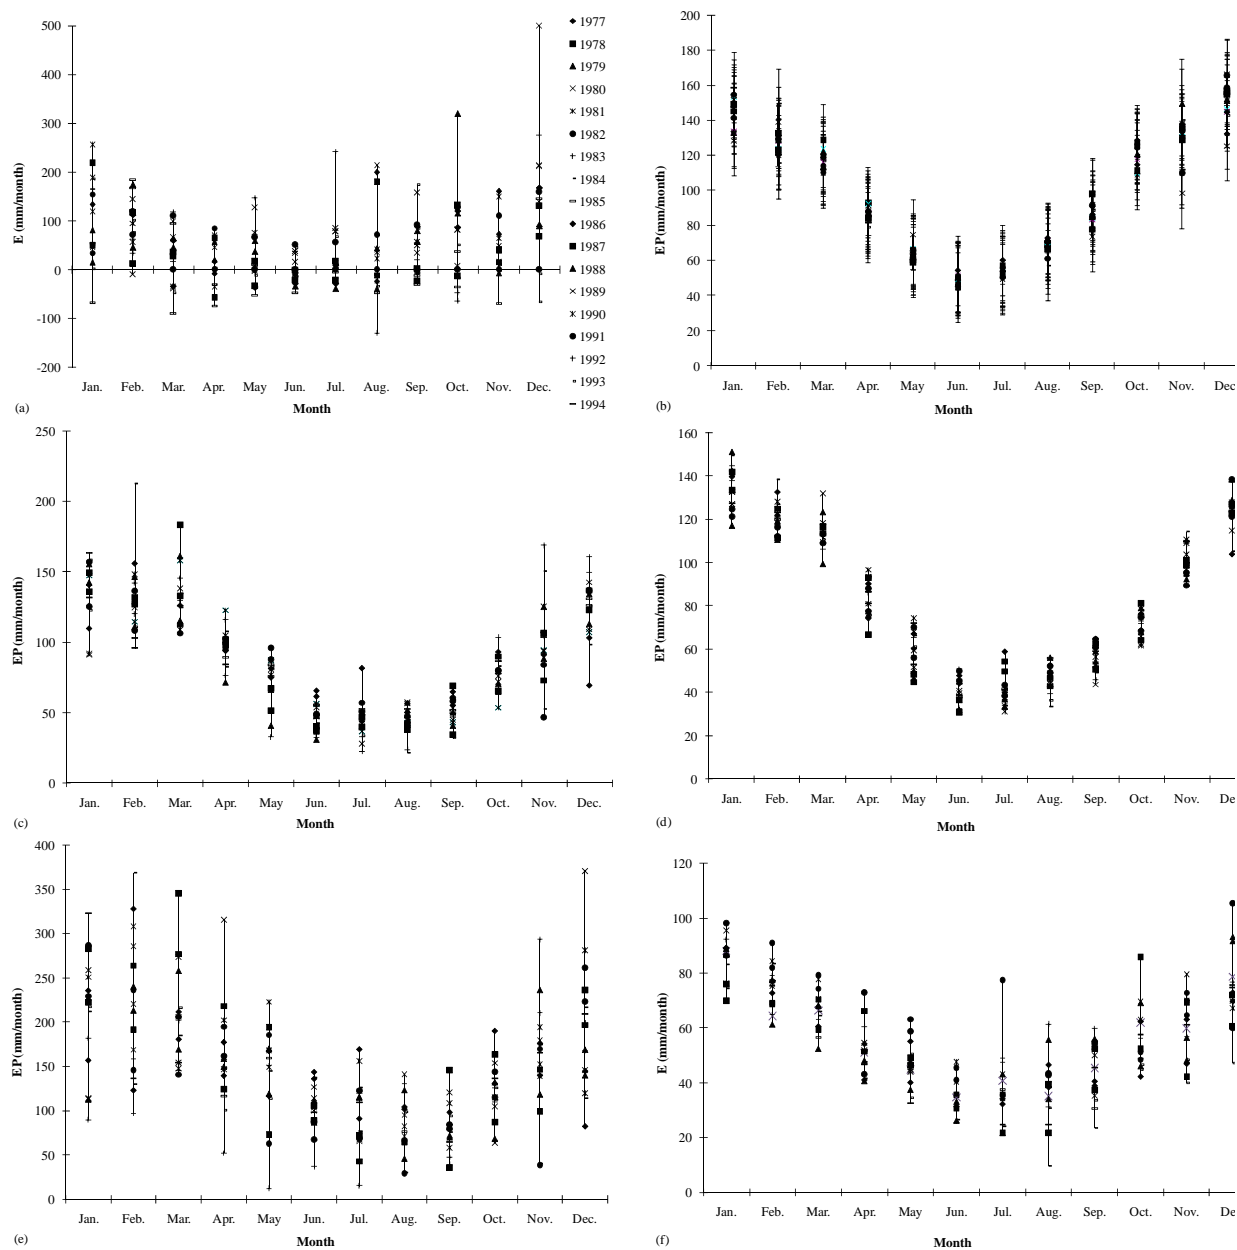 500
400
300
200
100
0
-100
-200
E (mm/month)
Jan. Feb. Mar. Apr. May Jun. Jul. Aug. Sep. Oct. Nov. Dec.
(a)
Month
1977
1978
1979
1980
1981
1982
1983
1984
1985
1986
1987
1988
1989
1990
1991
1992
1993
1994
200
180
160
140
120
100
80
60
40
20
0
EP (mm/month)
Jan. Feb. Mar. Apr. May Jun. Jul. Aug. Sep. Oct. Nov. Dec
(b)
Month
250
200
150
100
50
0
EP (mm/month)
Jan. Feb. Mar. Apr. May Jun. Jul. Aug. Sep. Oct. Nov. Dec.
(c)
Month
160
140
120
100
80
60
40
20
0
EP (mm/month)
Jan. Feb. Mar. Apr. May Jun. Jul. Aug. Sep. Oct. Nov. De
(d)
Month
400
350
300
250
200
150
100
50
0
EP (mm/month)
Jan. Feb. Mar. Apr. May Jun. Jul. Aug. Sep. Oct. Nov. Dec.
(e)
Month
120
100
80
60
40
20
0
E (mm/month)
Jan. Feb. Mar. Apr. May Jun. Jul. Aug. Sep. Oct. Nov. Dec
(f)
Month